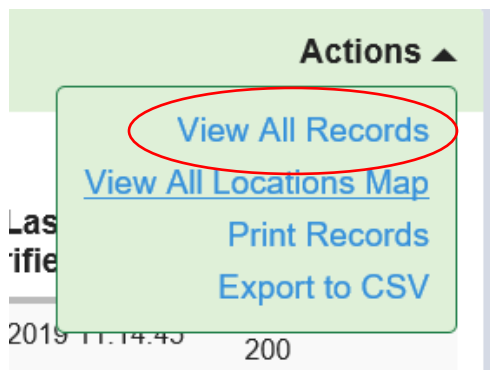 Actions ▲
View All Records
View All Locations Map
Print Records
Export to CSV
200